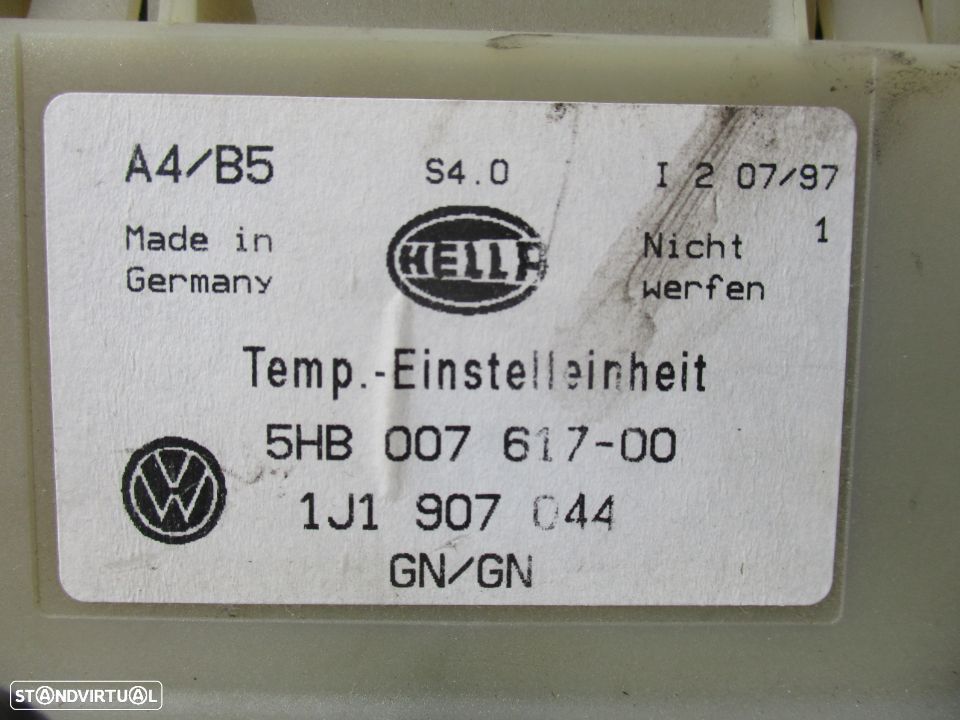 A4/B5
S4.0
I 2 07/97
1
Made in
Germany
HELLA
Nicht
werfen
Temp.-Einstelleinheit
5HB 007 617-00
1J1 907 044
GN/GN
STANDVIRTUAL